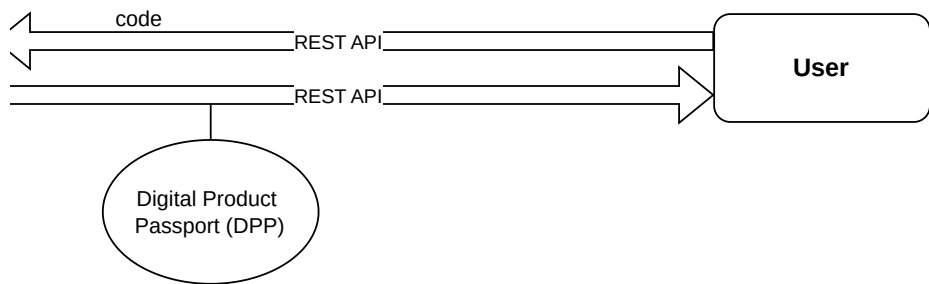 code
REST API
User
REST API
Digital Product
Passport (DPP)